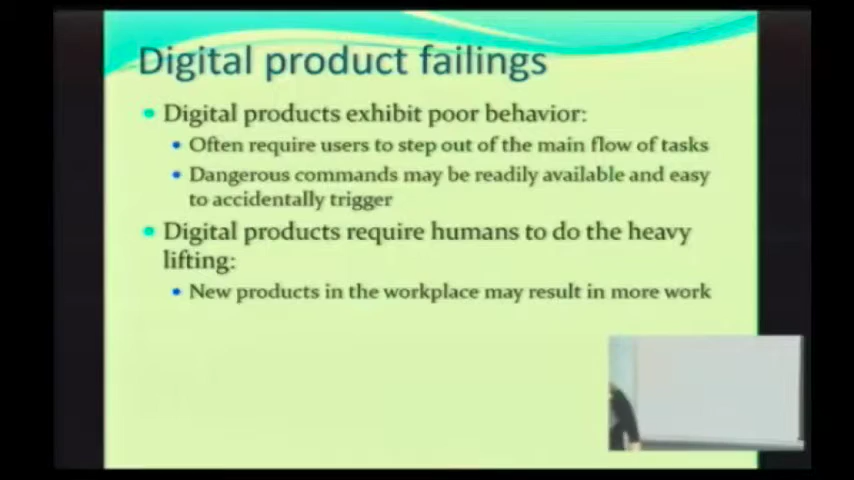 Digital product failings
Digital products exhibit poor behavior:
Often require users to step out of the main flow of tasks
Dangerous commands may be readily available and easy
to accidentally trigger
Digital products require humans to do the heavy
lifting:
New products in the workplace may result in more work